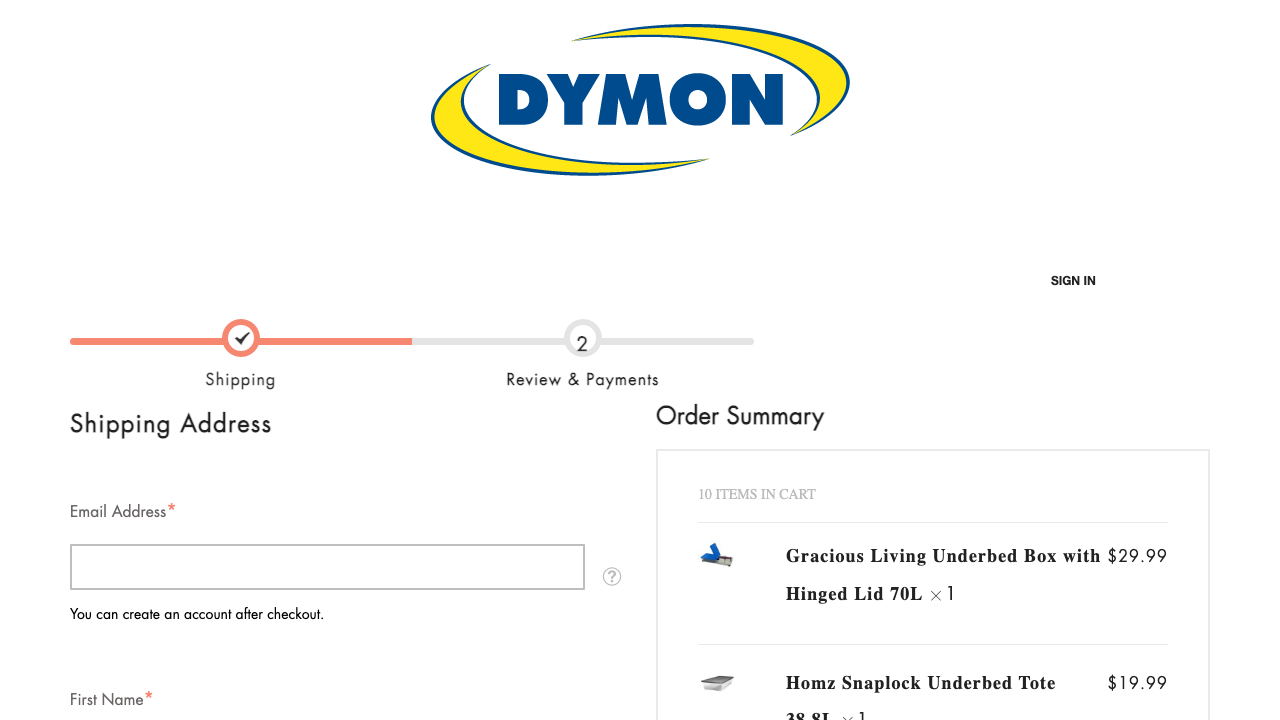 DYMON
SIGN IN
2
Shipping
Review & Payments
Shipping Address
Order Summary
10 ITEMS IN CART
Email Address*
?
Gracious Living Underbed Box with $29.99
Hinged Lid 70L × 1
You can create an account after checkout.
Homz Snaplock Underbed Tote $19.99
38.8L × 1
First Name*